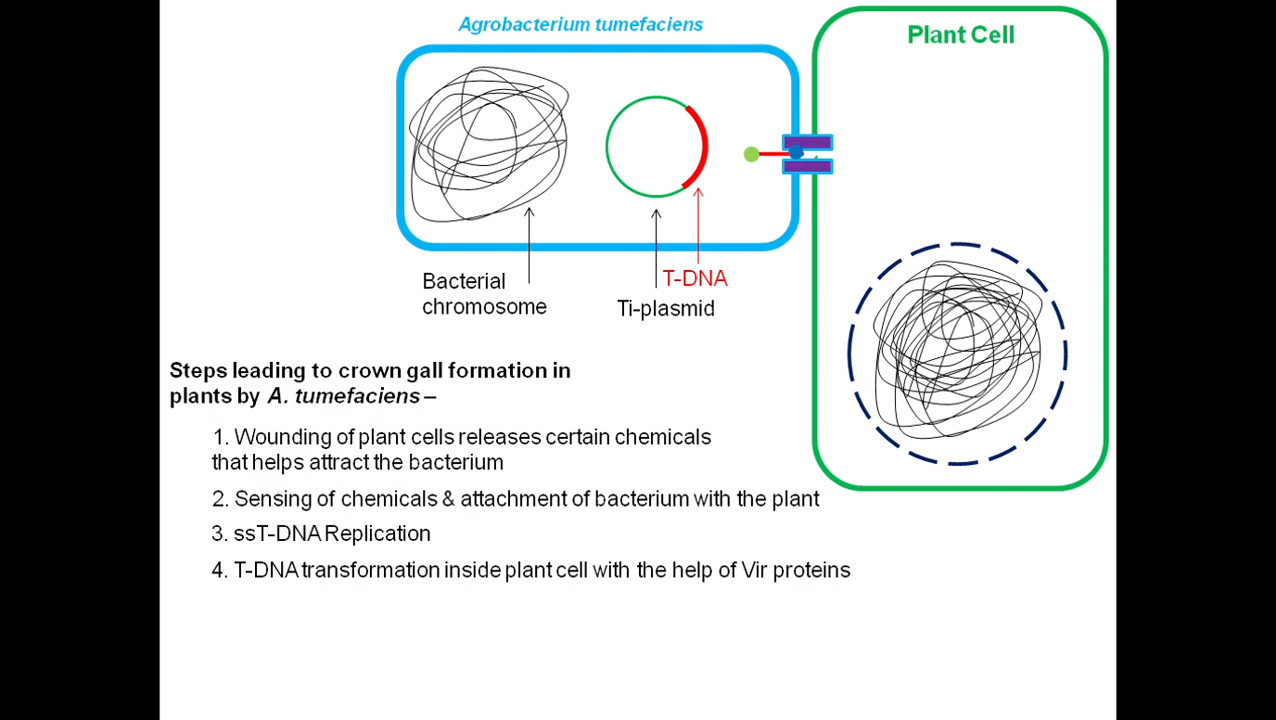 Agrobacterium tumefaciens
Plant Cell
Bacterial
chromosome
T-DNA
Ti-plasmid
Steps leading to crown gall formation in
plants by A. tumefaciens –
1. Wounding of plant cells releases certain chemicals
that helps attract the bacterium
2. Sensing of chemicals & attachment of bacterium with the plant
3. ssT-DNA Replication
4. T-DNA transformation inside plant cell with the help of Vir proteins